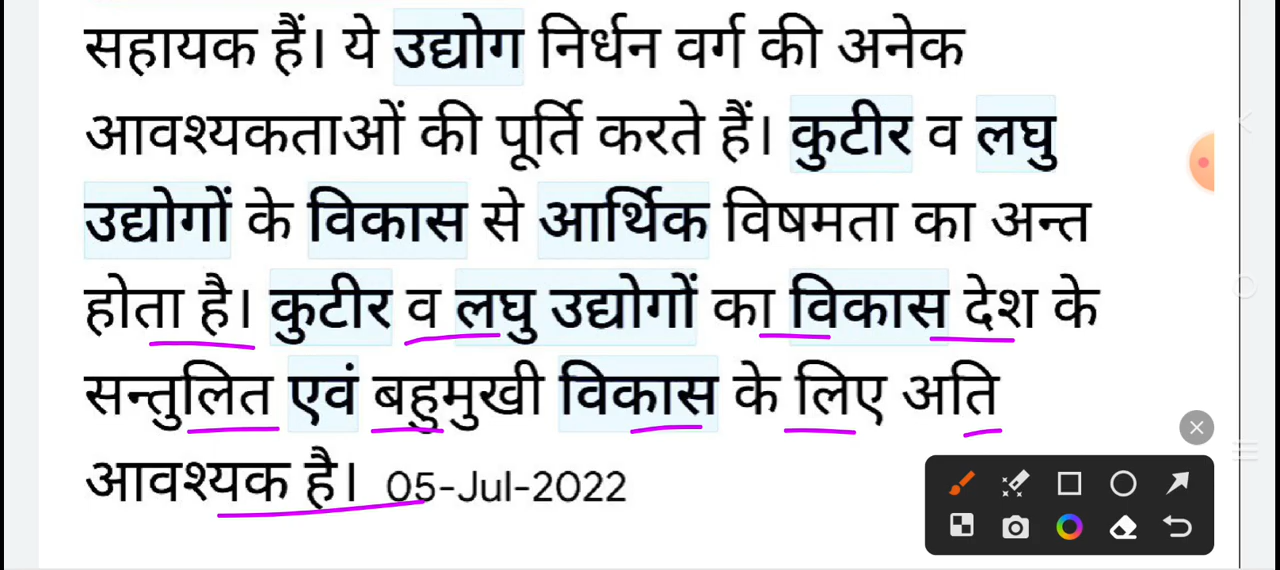 सहायक हैं। ये उद्योग निर्धन वर्ग की अनेक
आवश्यकताओं की पूर्ति करते हैं। कुटीर व लघु
उद्योगों के विकास से आर्थिक विषमता का अन्त
होता है। कुटीर व लघु उद्योगों का विकास देश के
सन्तुलित एवं बहुमुखी विकास के लिए अति
आवश्यक है। 05-Jul-2022